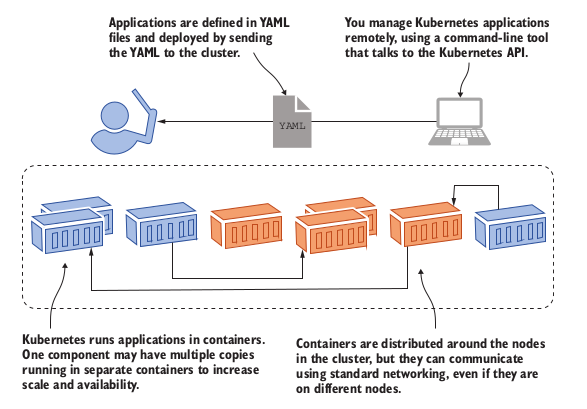 Applications are defined in YAML
files and deployed by sending
the YAML to the cluster.
You manage Kubernetes applications
remotely, using a command-line tool
that talks to the Kubernetes API.
YAML
Kubernetes runs applications in containers.
One component may have multiple copies
running in separate containers to increase
scale and availability.
Containers are distributed around the nodes
in the cluster, but they can communicate
using standard networking, even if they are
on different nodes.